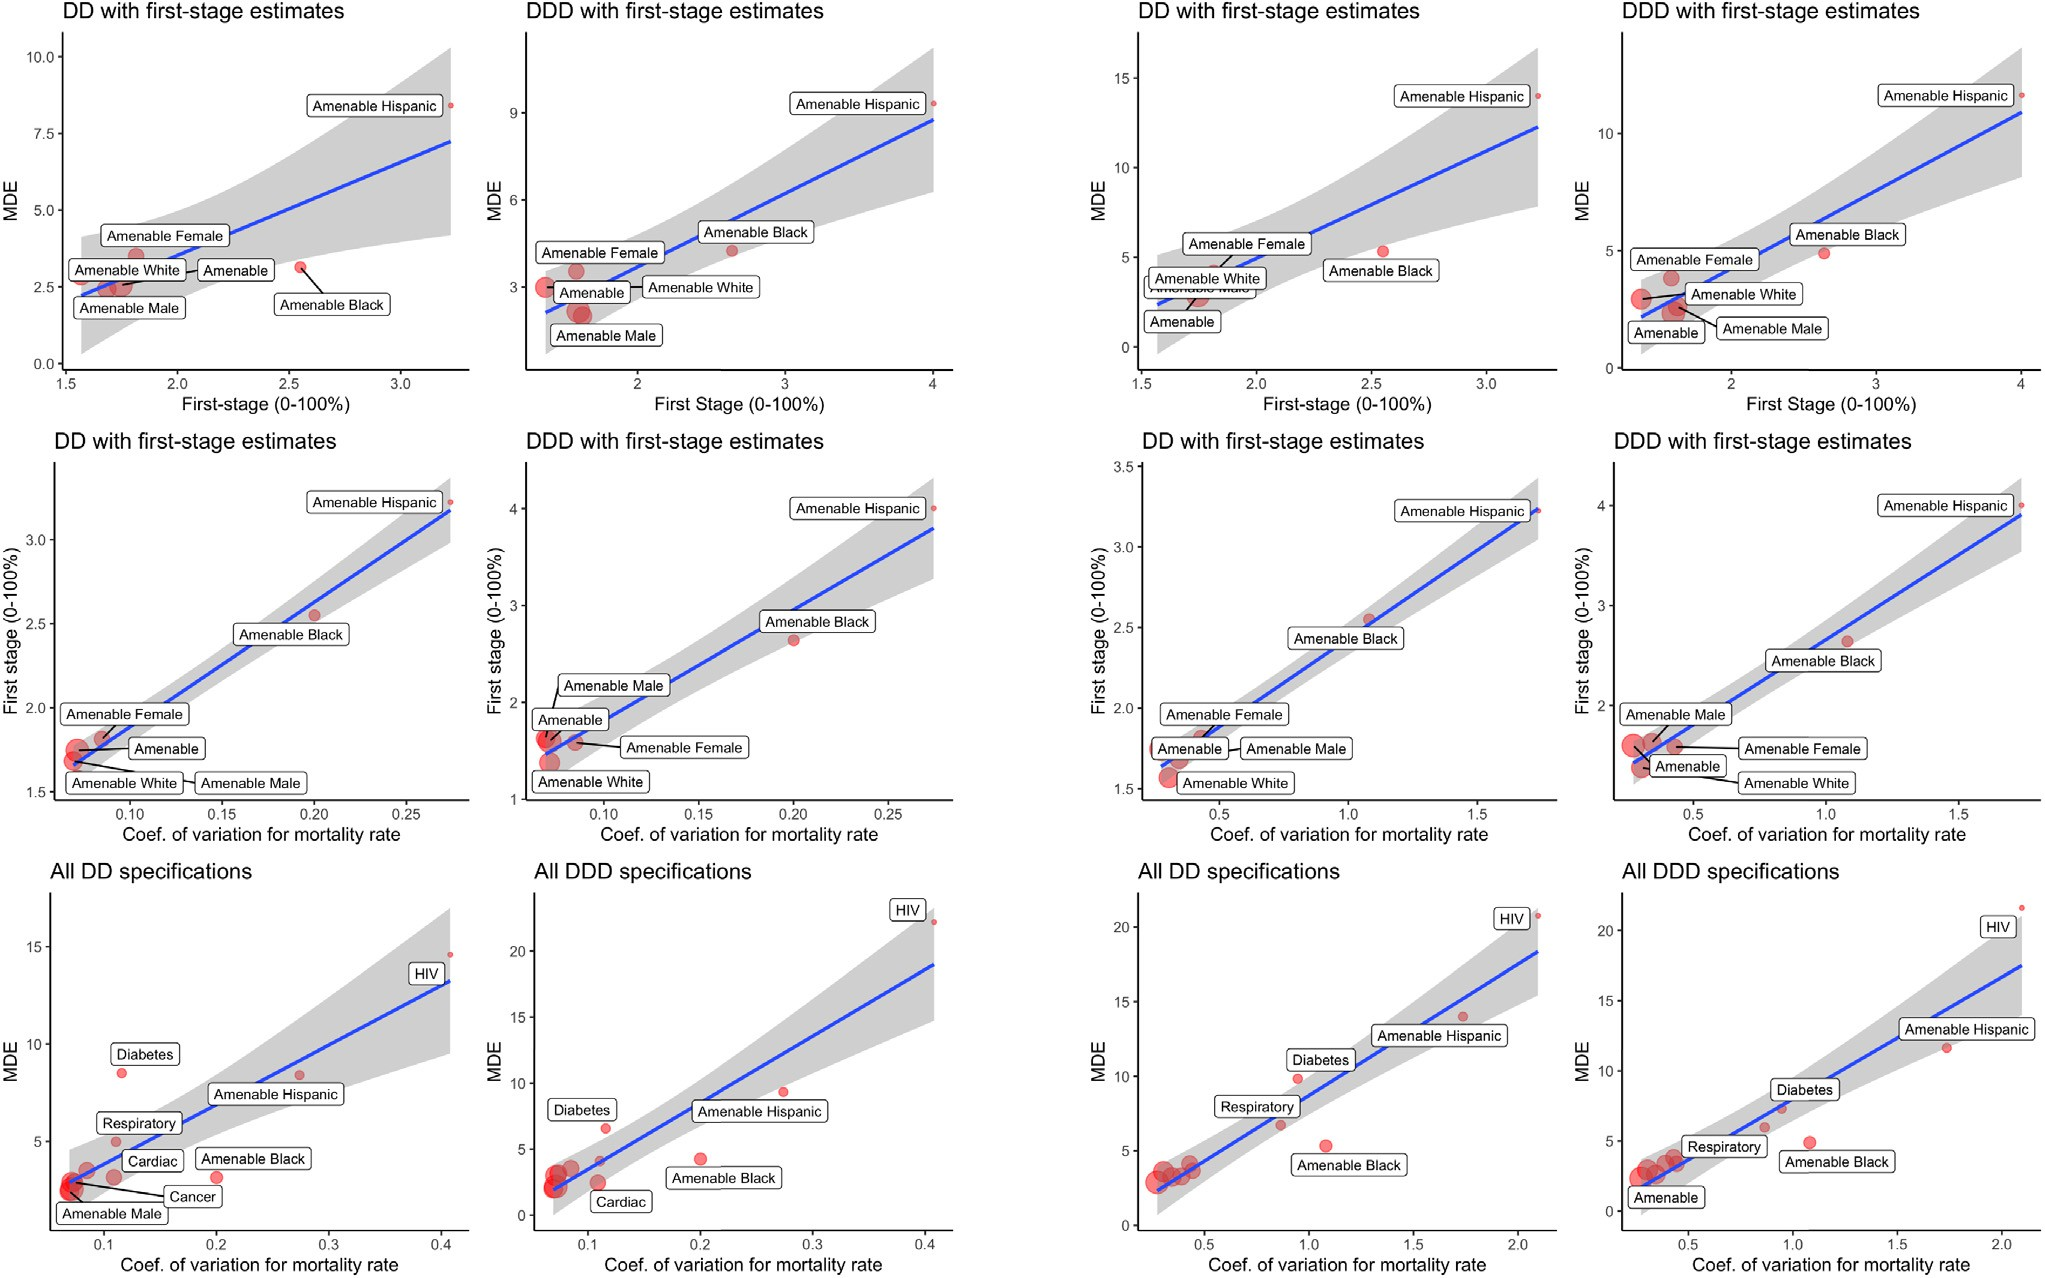 DD with first-stage estimates
10.0
7.5
5.0
2.5
0.0
MDE
Amenable Hispanic
Amenable Female
Amenable White
Amenable
Amenable Male
Amenable Black
1.5 2.0 2.5 3.0
First-stage (0-100%)
DDD with first-stage estimates
9
6
3
MDE
Amenable Hispanic
Amenable Black
Amenable Female
Amenable
Amenable White
Amenable Male
2 3 4
First Stage (0-100%)
DD with first-stage estimates
15
10
5
0
MDE
Amenable Hispanic
Amenable Female
Amenable White
Amenable Male
Amenable
Amenable Black
1.5 2.0 2.5 3.0
First-stage (0-100%)
DDD with first-stage estimates
10
5
0
MDE
Amenable Hispanic
Amenable Black
Amenable Female
Amenable White
Amenable
Amenable Male
2 3 4
First Stage (0-100%)
DD with first-stage estimates
3.0
2.5
2.0
1.5
First stage (0-100%)
Amenable Hispanic
Amenable Black
Amenable Female
Amenable
Amenable White
Amenable Male
0.10 0.15 0.20 0.25
Coef. of variation for mortality rate
DDD with first-stage estimates
4
3
2
1
First stage (0-100%)
Amenable Hispanic
Amenable Black
Amenable Male
Amenable
Amenable Female
Amenable White
0.10 0.15 0.20 0.25
Coef. of variation for mortality rate
DD with first-stage estimates
3.5
3.0
2.5
2.0
1.5
First stage (0-100%)
Amenable Hispanic
Amenable Black
Amenable Female
Amenable
Amenable Male
Amenable White
0.5 1.0 1.5
Coef. of variation for mortality rate
DDD with first-stage estimates
4
3
2
First stage (0-100%)
Amenable Hispanic
Amenable Black
Amenable Male
Amenable Female
Amenable
Amenable White
0.5 1.0 1.5
Coef. of variation for mortality rate
All DD specifications
15
10
5
MDE
HIV
Diabetes
Amenable Hispanic
Respiratory
Cardiac
Amenable Black
Cancer
Amenable Male
0.1 0.2 0.3 0.4
Coef. of variation for mortality rate
All DDD specifications
20
15
10
5
0
MDE
HIV
Diabetes
Amenable Hispanic
Amenable Black
Cardiac
0.1 0.2 0.3 0.4
Coef. of variation for mortality rate
All DD specifications
20
15
10
5
0
MDE
HIV
Amenable Hispanic
Diabetes
Respiratory
Amenable Black
0.5 1.0 1.5 2.0
Coef. of variation for mortality rate
All DDD specifications
20
15
10
5
0
MDE
HIV
Amenable Hispanic
Diabetes
Respiratory
Amenable Black
Amenable
0.5 1.0 1.5 2.0
Coef. of variation for mortality rate